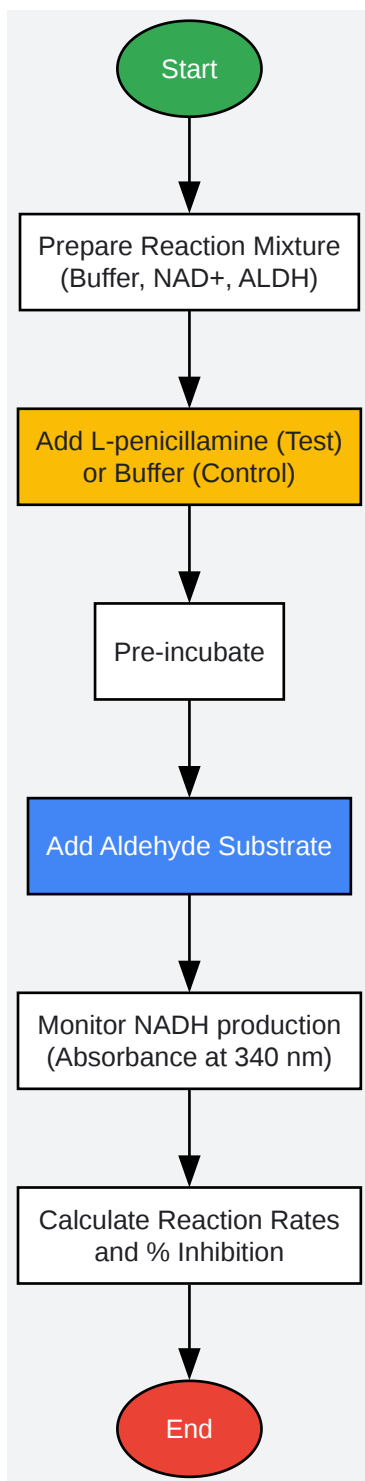 Start
Prepare Reaction Mixture
(Buffer, NAD+, ALDH)
Add L-penicillamine (Test)
or Buffer (Control)
Pre-incubate
Add Aldehyde Substrate
Monitor NADH production
(Absorbance at 340 nm)
Calculate Reaction Rates
and % Inhibition
End